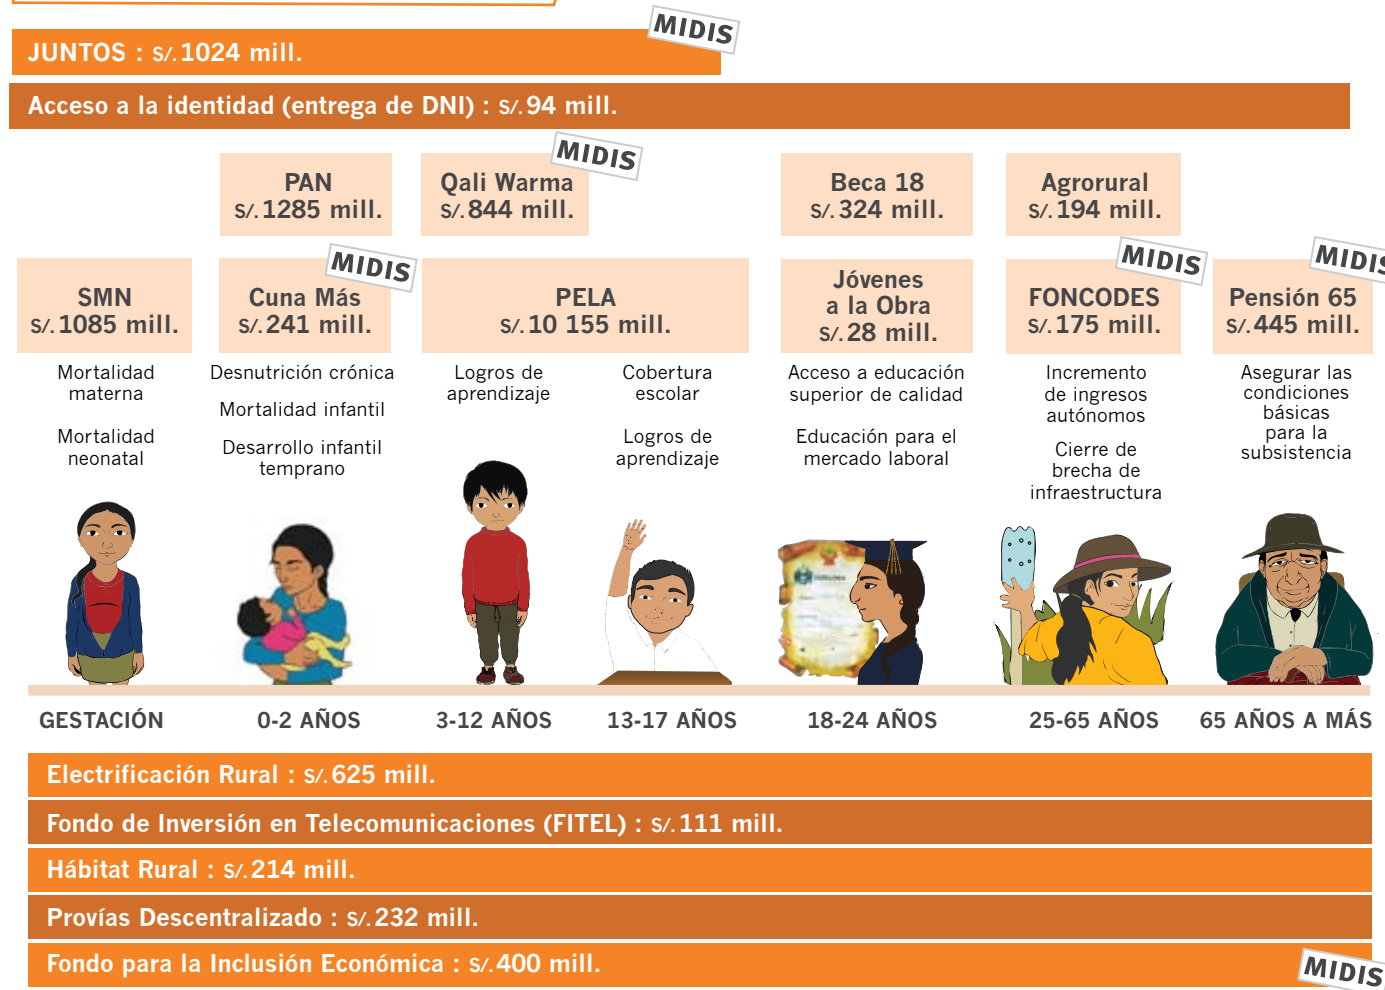 MIDIS
JUNTOS : S/. 1024 mill.
Acceso a la identidad (entrega de DNI) : S/. 94 mill.
MIDIS
PAN
S/. 1285 mill.
Qali Warma
S/. 844 mill.
Beca 18
S/. 324 mill.
Agrorural
S/. 194 mill.
MIDIS
MIDIS
MIDIS
SMN
S/. 1085 mill.
Cuna Más
S/. 241 mill.
PELA
S/. 10 155 mill.
Jóvenes
a la Obra
S/. 28 mill.
FONCODES
S/. 175 mill.
Pensión 65
S/. 445 mill.
Mortalidad
materna
Mortalidad
neonatal
Desnutrición crónica
Mortalidad infantil
Desarrollo infantil
temprano
Logros de
aprendizaje
Cobertura
escolar
Logros de
aprendizaje
Acceso a educación
superior de calidad
Educación para el
mercado laboral
Incremento
de ingresos
autónomos
Cierre de
brecha de
infraestructura
Asegurar las
condiciones
básicas
para la
subsistencia
GESTACIÓN
0-2 AÑOS
3-12 AÑOS
13-17 AÑOS
18-24 AÑOS
25-65 AÑOS
65 AÑOS A MÁS
Electrificación Rural : S/. 625 mill.
Fondo de Inversión en Telecomunicaciones (FITEL) : S/. 111 mill.
Hábitat Rural : S/. 214 mill.
Provías Descentralizado : S/. 232 mill.
Fondo para la Inclusión Económica : S/. 400 mill.
MIDIS